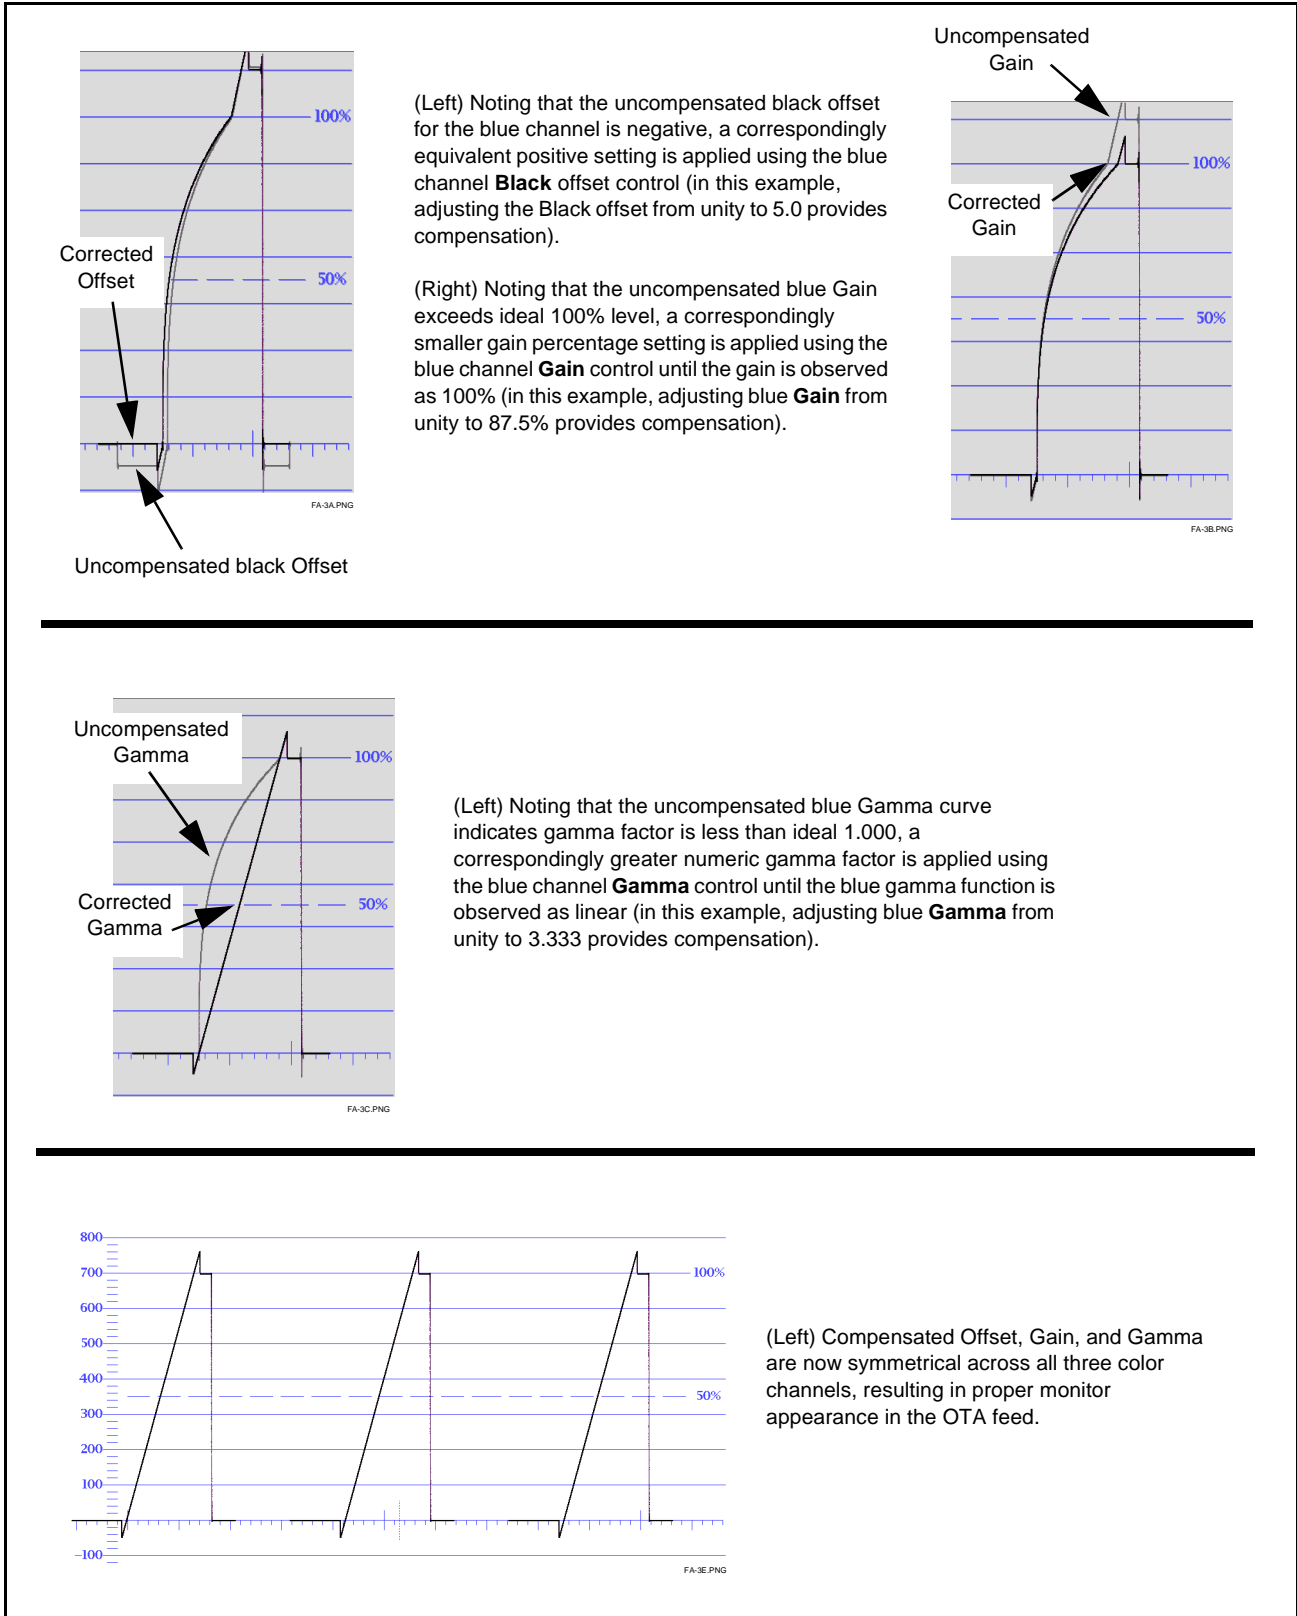 Uncompensated
Gain
(Left) Noting that the uncompensated black offset
for the blue channel is negative, a correspondingly
equivalent positive setting is applied using the blue
channel Black offset control (in this example,
adjusting the Black offset from unity to 5.0 provides
compensation).
(Right) Noting that the uncompensated blue Gain
exceeds ideal 100% level, a correspondingly
smaller gain percentage setting is applied using the
blue channel Gain control until the gain is observed
as 100% (in this example, adjusting blue Gain from
unity to 87.5% provides compensation).
100%
Corrected
Offset
50%
FA-3A.PNG
Uncompensated black Offset
100%
Corrected
Gain
50%
FA-3B.PNG
Uncompensated
Gamma
100%
Corrected
Gamma
50%
FA-3C.PNG
(Left) Noting that the uncompensated blue Gamma curve
indicates gamma factor is less than ideal 1.000, a
correspondingly greater numeric gamma factor is applied using
the blue channel Gamma control until the blue gamma function is
observed as linear (in this example, adjusting blue Gamma from
unity to 3.333 provides compensation).
800
700
100%
600
500
400
50%
300
200
100
-100
FA-3E.PNG
(Left) Compensated Offset, Gain, and Gamma
are now symmetrical across all three color
channels, resulting in proper monitor
appearance in the OTA feed.